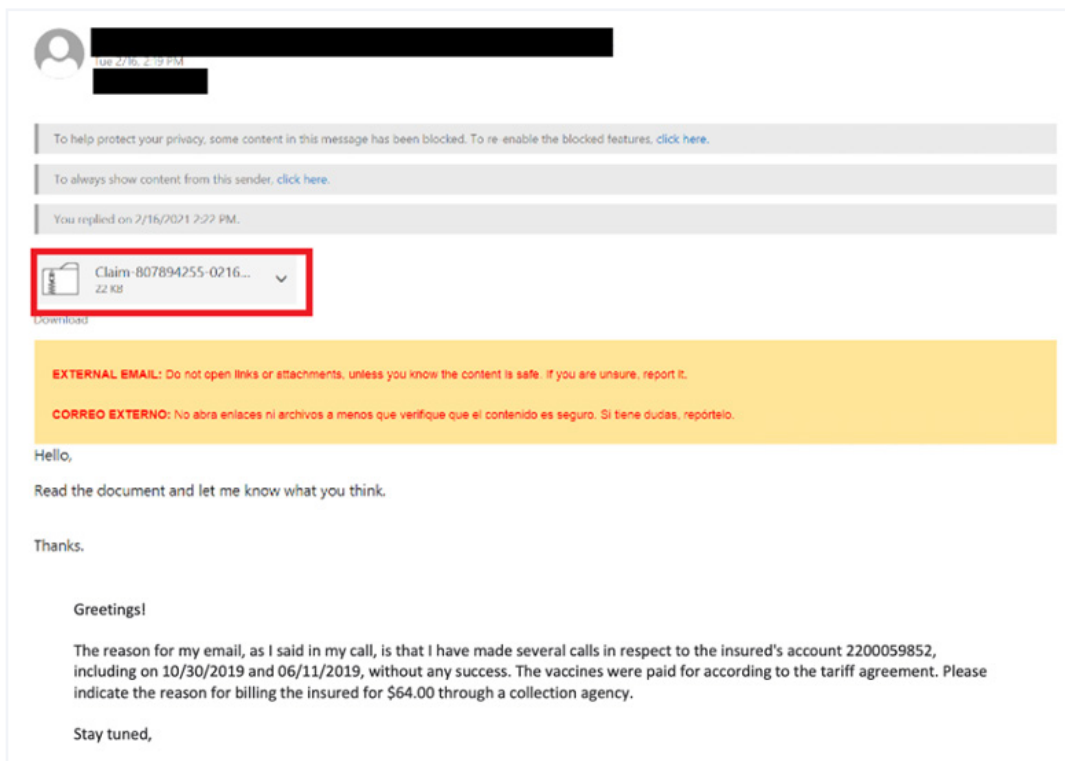 Tue 2/16, 2:19 PM
To help protect your privacy, some content in this message has been blocked. To re-enable the blocked features, click here.
To always show content from this sender, click here.
You replied on 2/16/2021 2:22 PM.
Claim-807894255-0216...
22 KB
Download
EXTERNAL EMAIL: Do not open links or attachments, unless you know the content is safe. If you are unsure, report it.
CORREO EXTERNO: No abra enlaces ni archivos a menos que verifique que el contenido es seguro. Si tiene dudas, repórtelo.
Hello,
Read the document and let me know what you think.
Thanks.
Greetings!
The reason for my email, as I said in my call, is that I have made several calls in respect to the insured's account 2200059852,
including on 10/30/2019 and 06/11/2019, without any success. The vaccines were paid for according to the tariff agreement. Please
indicate the reason for billing the insured for $64.00 through a collection agency.
Stay tuned,